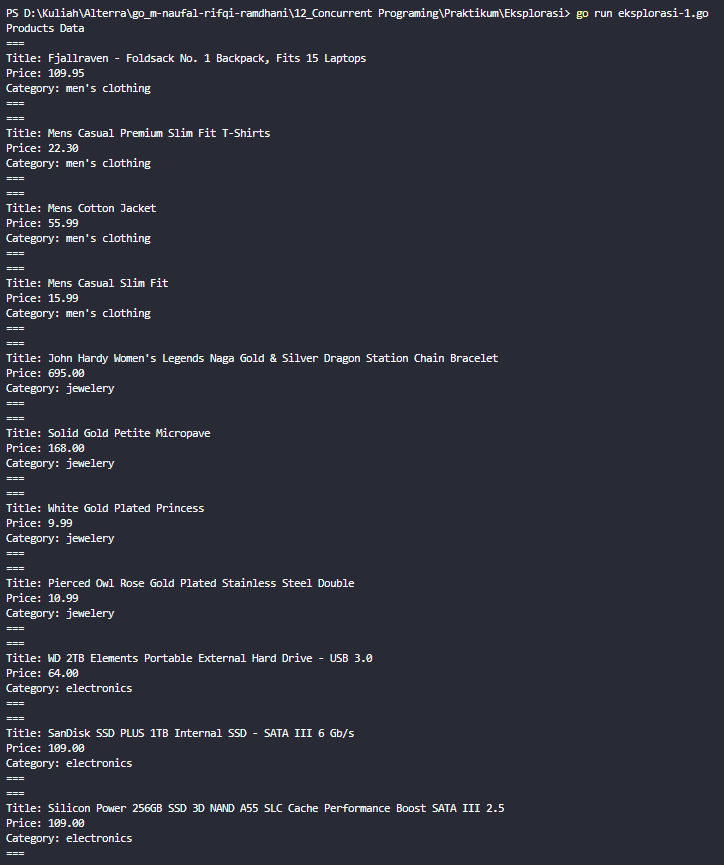 PS D:\Kuliah\Alterra\go_m-naufal-rifqi-ramdhani\12_Concurrent Programing\Praktikum\Eksplorasi> go run eksplorasi-1.go
Products Data
===
Title: Fjallraven - Foldsack No. 1 Backpack, Fits 15 Laptops
Price: 109.95
Category: men's clothing
===
===
Title: Mens Casual Premium Slim Fit T-Shirts
Price: 22.30
Category: men's clothing
===
===
Title: Mens Cotton Jacket
Price: 55.99
Category: men's clothing
===
===
Title: Mens Casual Slim Fit
Price: 15.99
Category: men's clothing
===
===
Title: John Hardy Women's Legends Naga Gold & Silver Dragon Station Chain Bracelet
Price: 695.00
Category: jewelery
===
===
Title: Solid Gold Petite Micropave
Price: 168.00
Category: jewelery
===
===
Title: White Gold Plated Princess
Price: 9.99
Category: jewelery
===
===
Title: Pierced Owl Rose Gold Plated Stainless Steel Double
Price: 10.99
Category: jewelery
===
===
Title: WD 2TB Elements Portable External Hard Drive - USB 3.0
Price: 64.00
Category: electronics
===
===
Title: SanDisk SSD PLUS 1TB Internal SSD - SATA III 6 Gb/s
Price: 109.00
Category: electronics
===
===
Title: Silicon Power 256GB SSD 3D NAND A55 SLC Cache Performance Boost SATA III 2.5
Price: 109.00
Category: electronics
===